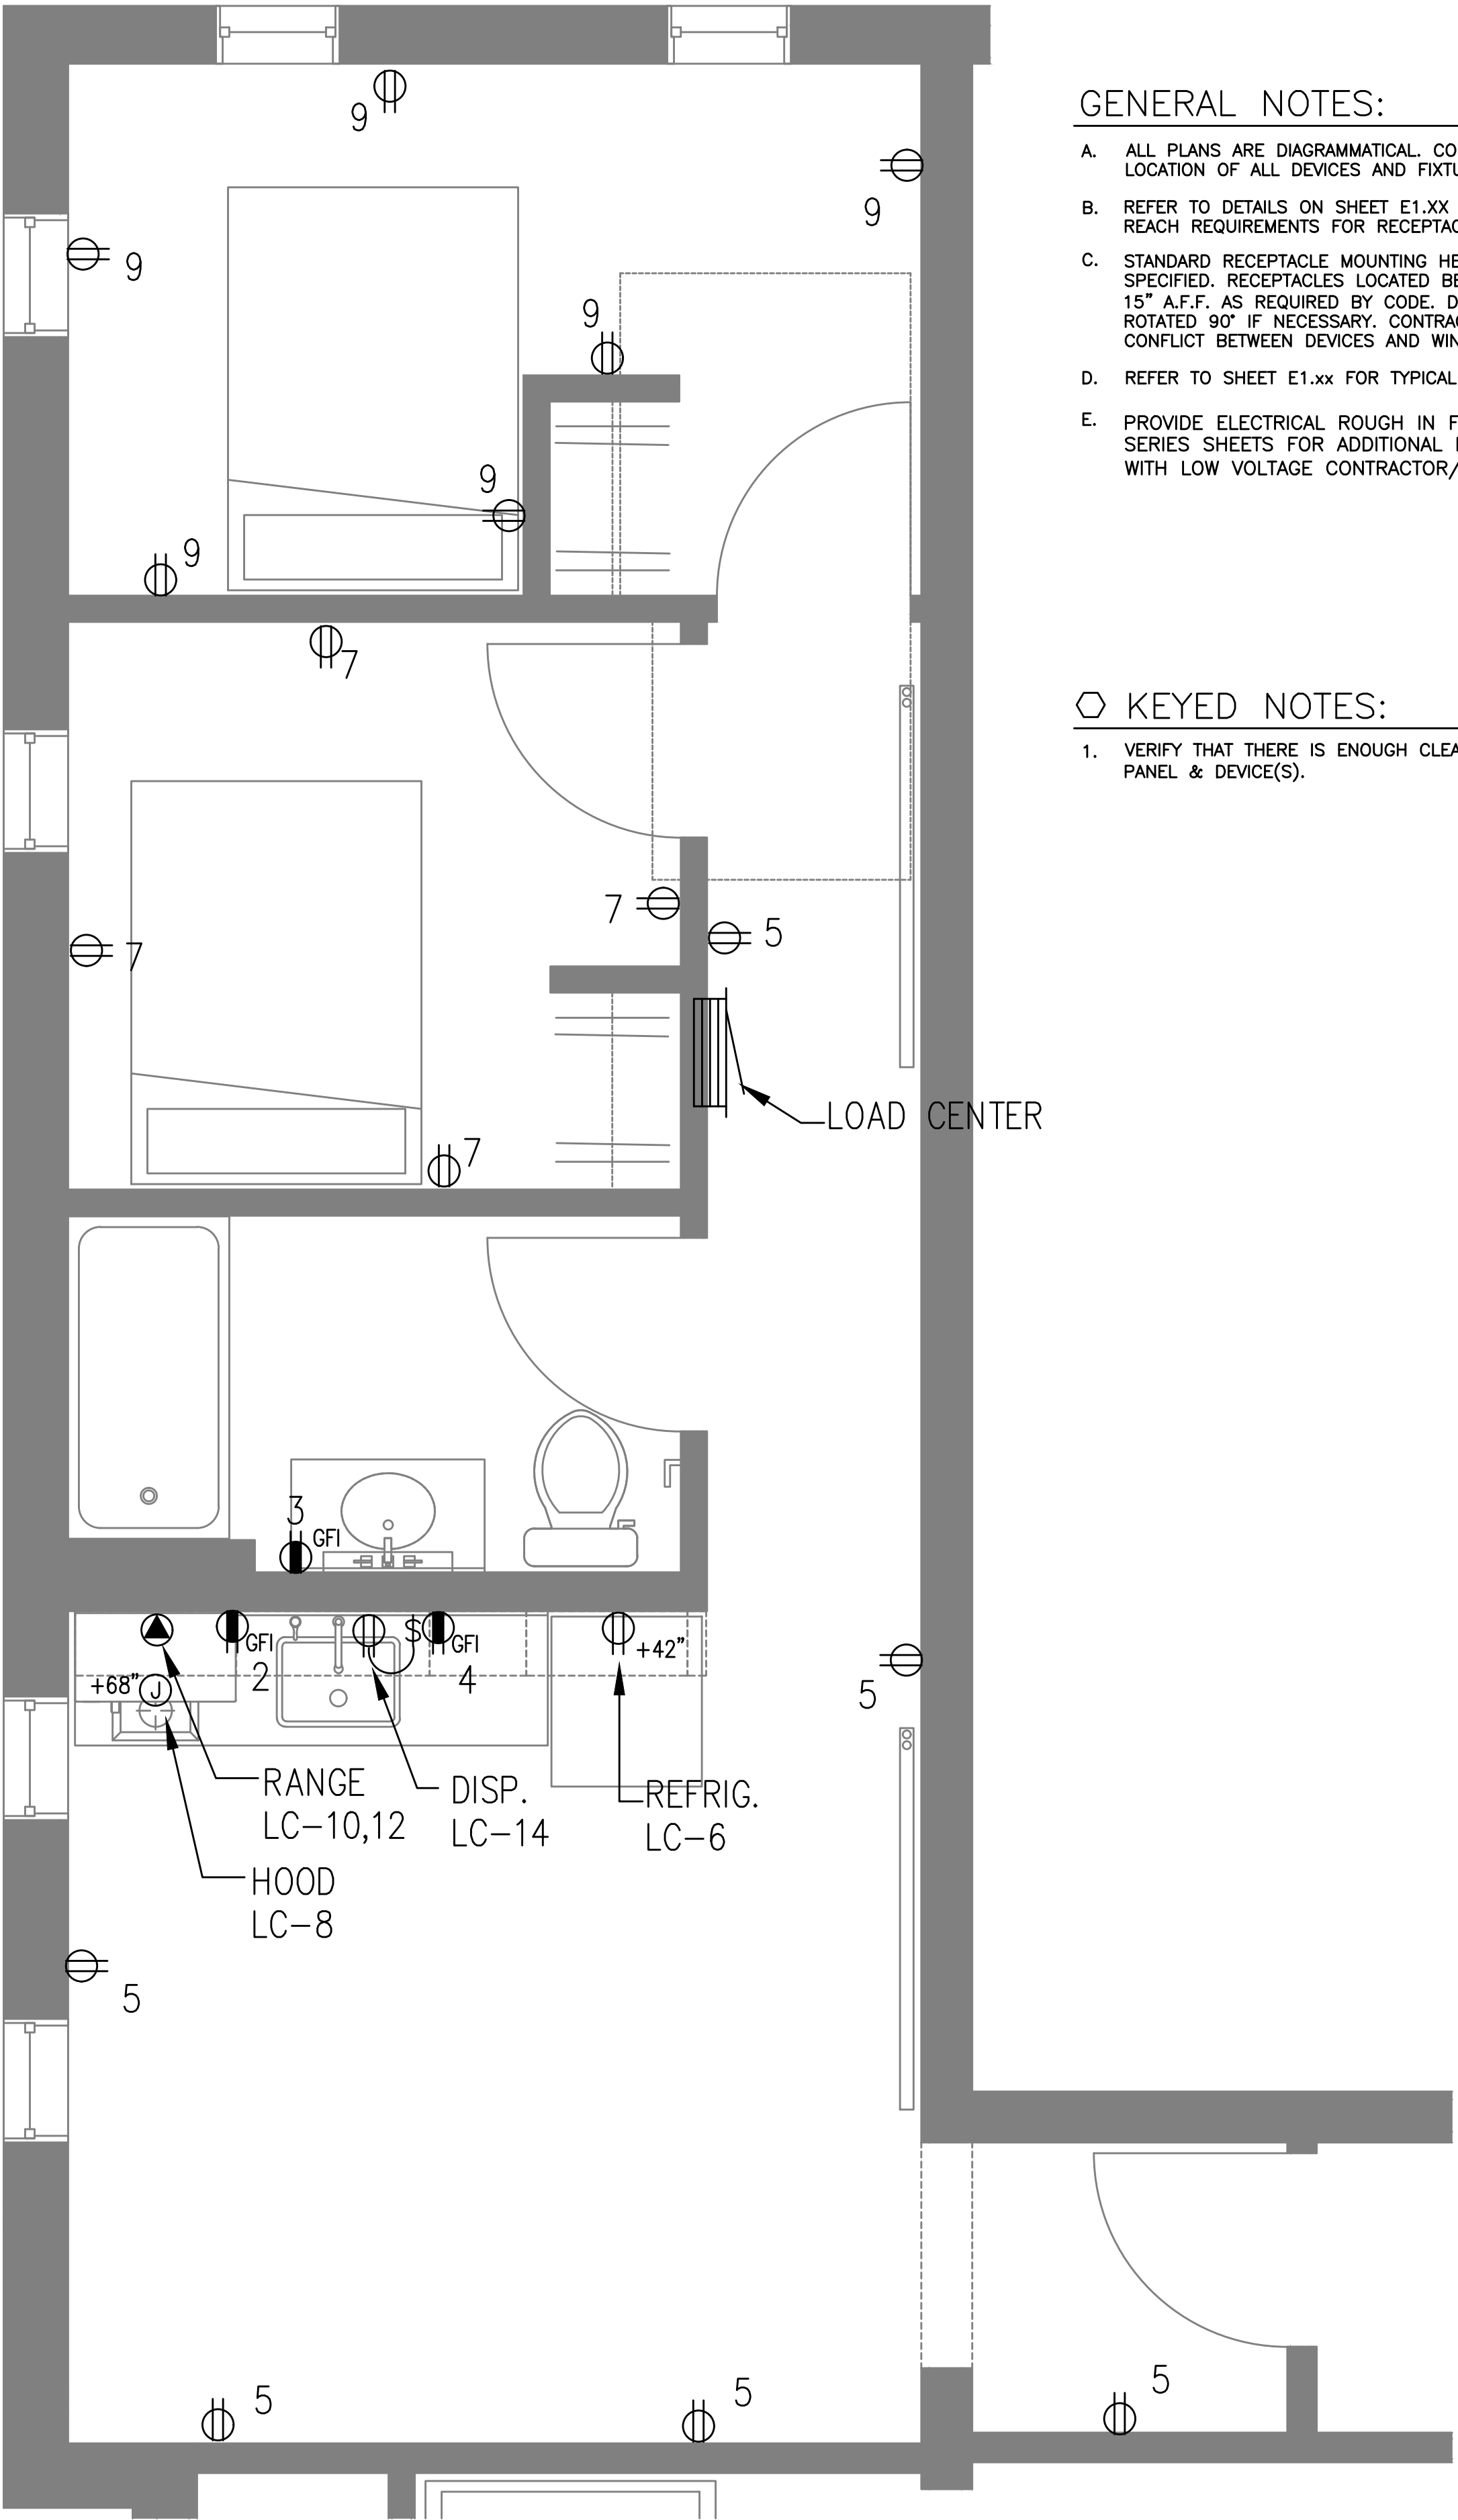 GENERAL NOTES:
A. ALL PLANS ARE DIAGRAMMATICAL. CO
LOCATION OF ALL DEVICES AND FIXTU
B. REFER TO DETAILS ON SHEET E1.XX
REACH REQUIREMENTS FOR RECEPTAC
C. STANDARD RECEPTACLE MOUNTING HE
SPECIFIED. RECEPTACLES LOCATED BE
15" A.F.F. AS REQUIRED BY CODE. D
ROTATED 90° IF NECESSARY. CONTRAC
CONFLICT BETWEEN DEVICES AND WIN
D. REFER TO SHEET E1.xx FOR TYPICAL
E. PROVIDE ELECTRICAL ROUGH IN F
SERIES SHEETS FOR ADDITIONAL
WITH LOW VOLTAGE CONTRACTOR/
KEYED NOTES:
1. VERIFY THAT THERE IS ENOUGH CLEA
PANEL & DEVICE(S).
9
9
9
9
9
9
7
7
5
7
7
LOAD CENTER
3
GFI
GFI
2
$
GFI
4
+42"
+68"
J
5
RANGE
LC-10,12
DISP.
LC-14
REFRIG.
LC-6
HOOD
LC-8
5
5
5
5